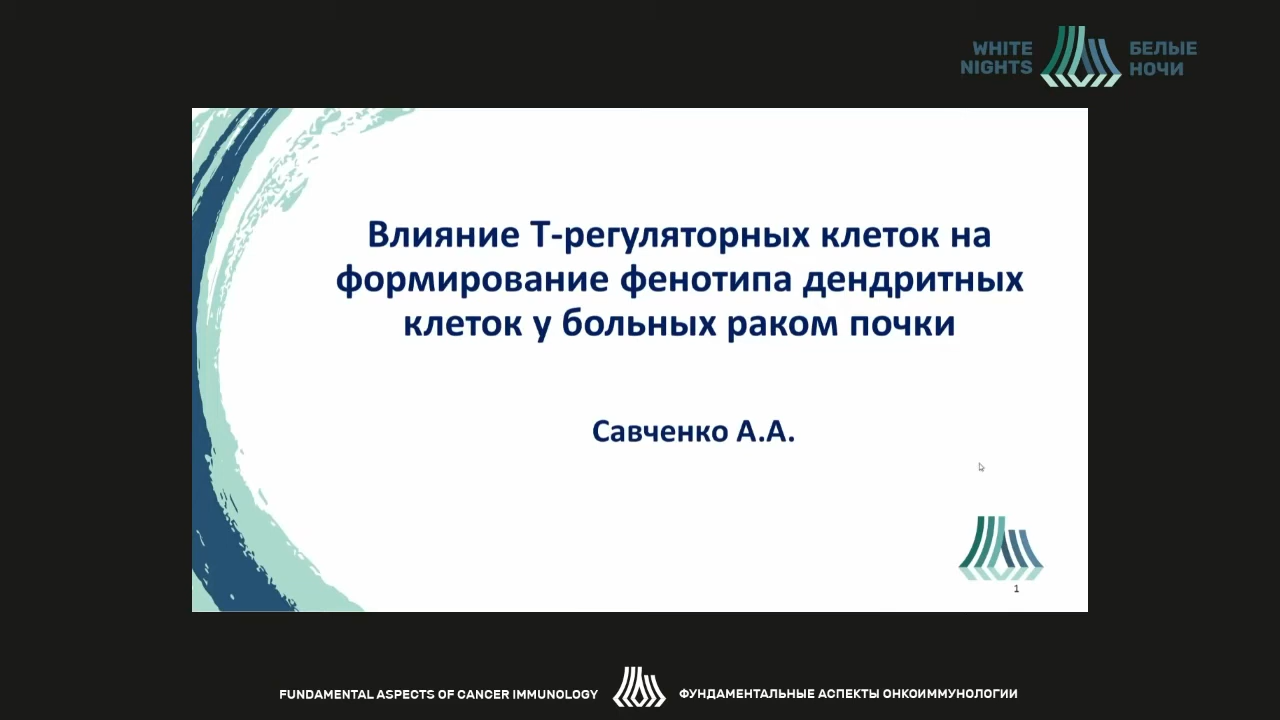 WHITE
NIGHTS
БЕЛЫЕ
НОЧИ
Влияние Т-регуляторных клеток на
формирование фенотипа дендритных
клеток у больных раком почки
Савченко А.А.
1
FUNDAMENTAL ASPECTS OF CANCER IMMUNOLOGY
ФУНДАМЕНТАЛЬНЫЕ АСПЕКТЫ ОНКОИММУНОЛОГИИ